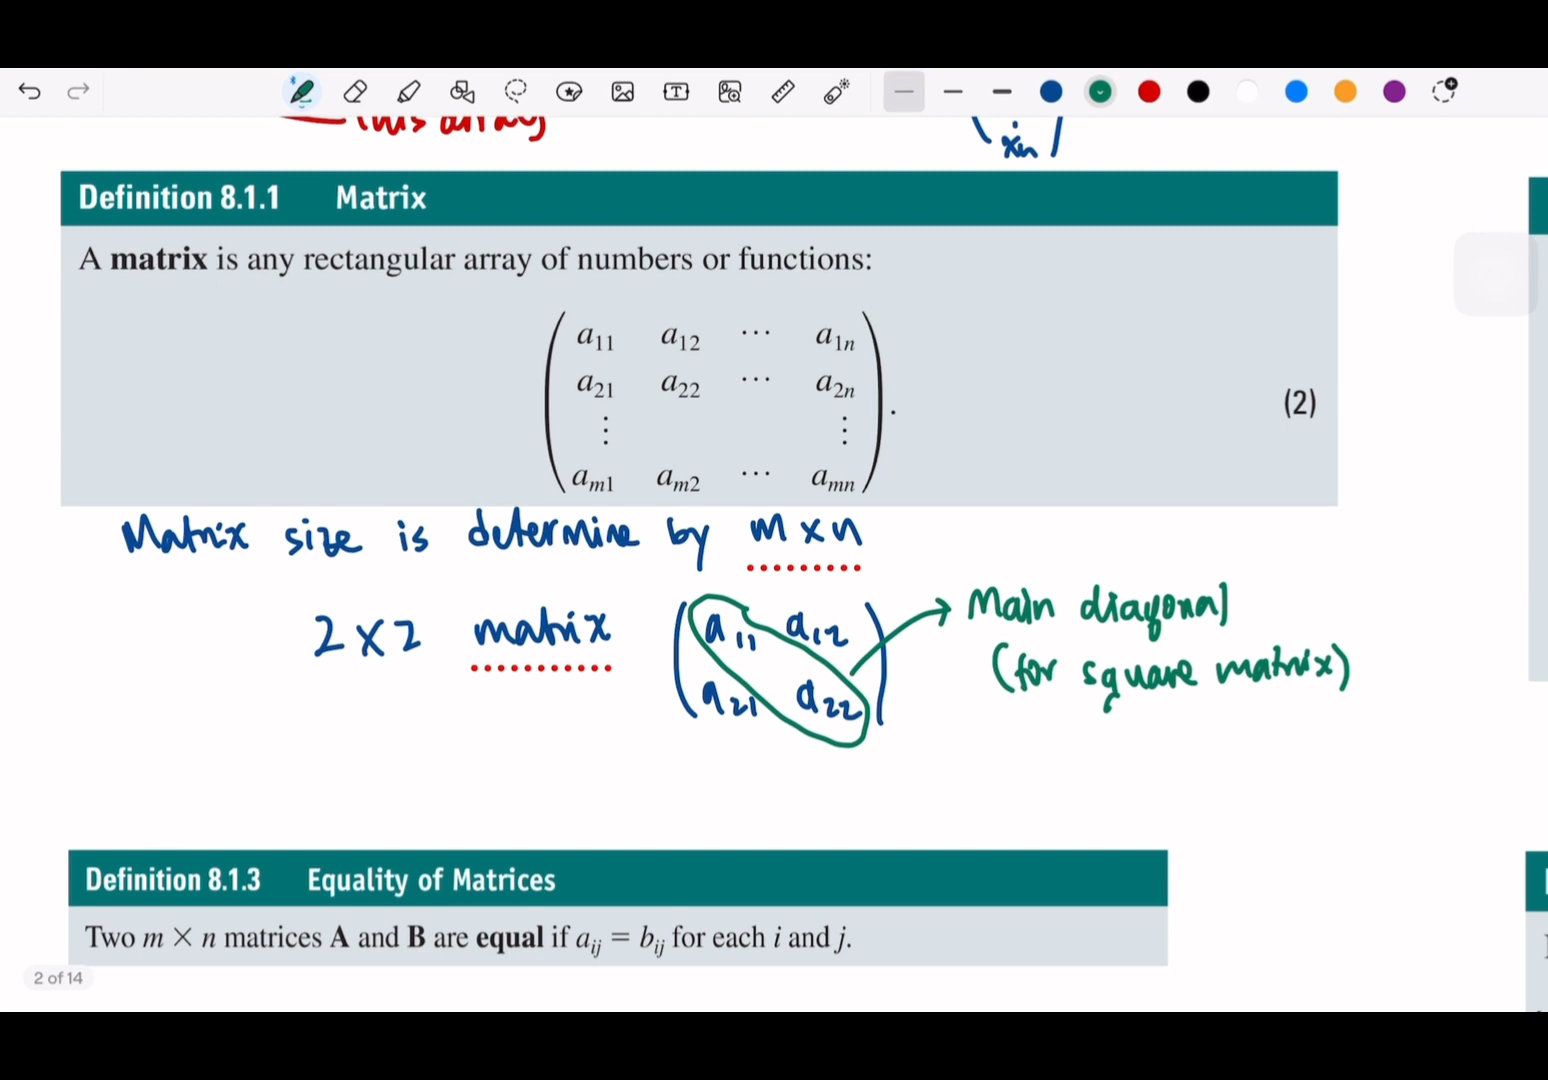 this array
xn
Definition 8.1.1 Matrix
A matrix is any rectangular array of numbers or functions:
a11 a12 ⋯ a1n
a21 a22 ⋯ a2n
⋮ ⋮
am1 am2 ⋯ amn
.
(2)
Matrix size is determine by m × n
2 × 2 matrix
a11 a12
a21 a22
Main diagonal
(for square matrix)
Definition 8.1.3 Equality of Matrices
Two m × n matrices A and B are equal if aij = bij for each i and j.
2 of 14